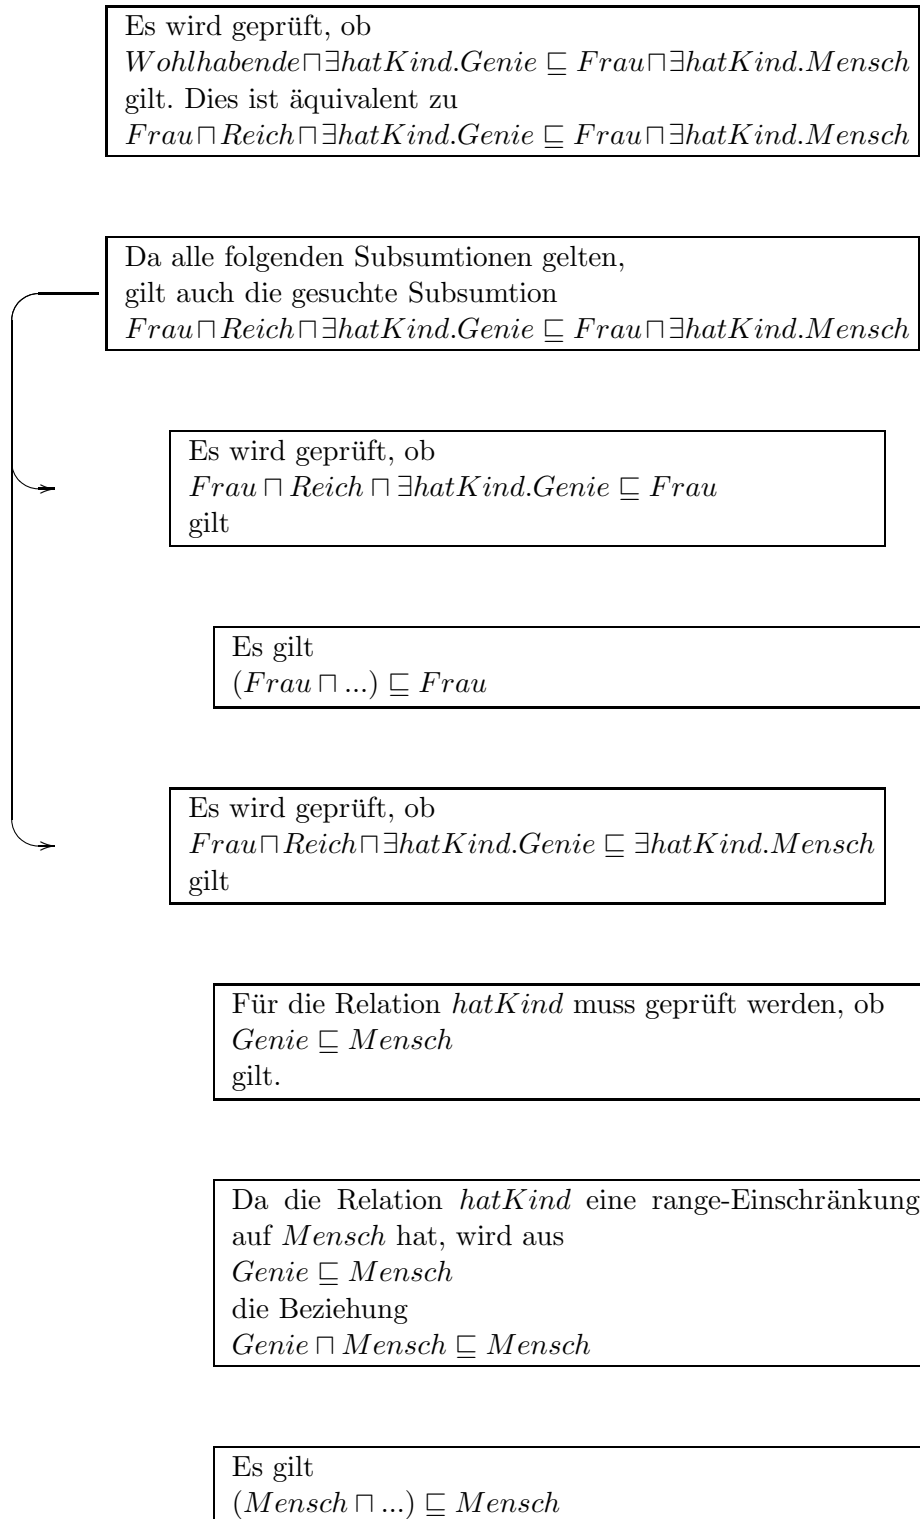 Es wird geprüft, ob
Wohlhabende⊓∃hatKind.Genie ⊑ Frau⊓∃hatKind.Mensch
gilt. Dies ist äquivalent zu
Frau⊓Reich⊓∃hatKind.Genie ⊑ Frau⊓∃hatKind.Mensch
Da alle folgenden Subsumtionen gelten,
gilt auch die gesuchte Subsumtion
Frau⊓Reich⊓∃hatKind.Genie ⊑ Frau⊓∃hatKind.Mensch
Es wird geprüft, ob
Frau ⊓ Reich ⊓ ∃hatKind.Genie ⊑ Frau
gilt
Es gilt
(Frau ⊓ ...) ⊑ Frau
Es wird geprüft, ob
Frau⊓Reich⊓∃hatKind.Genie ⊑ ∃hatKind.Mensch
gilt
Für die Relation hatKind muss geprüft werden, ob
Genie ⊑ Mensch
gilt.
Da die Relation hatKind eine range-Einschränkung
auf Mensch hat, wird aus
Genie ⊑ Mensch
die Beziehung
Genie ⊓ Mensch ⊑ Mensch
Es gilt
(Mensch ⊓ ...) ⊑ Mensch